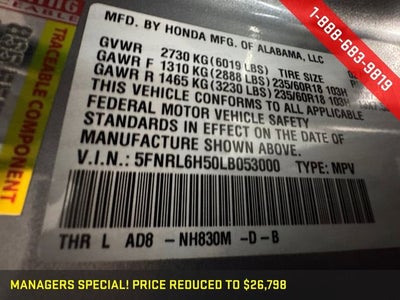 1-888-683-9819
TRACEABLE COMPONENT
MFD. BY HONDA MFG. OF ALABAMA, LLC
GVWR 2730 KG(6019 LBS) TIRE SIZE
GAWR F 1310 KG(2888 LBS) 235/60R18 103H
GAWR R 1465 KG(3230 LBS) 235/60R18 103H
THIS VEHICLE CONFORMS TO ALL APPLICABLE
FEDERAL MOTOR VEHICLE SAFETY
STANDARDS IN EFFECT ON THE DATE OF
MANUFACTURE SHOWN ABOVE.
V.I.N.: 5FNRL6H50LB053000 TYPE: MPV
THR L AD8 -NH830M -D-B
MANAGERS SPECIAL! PRICE REDUCED TO $26,798